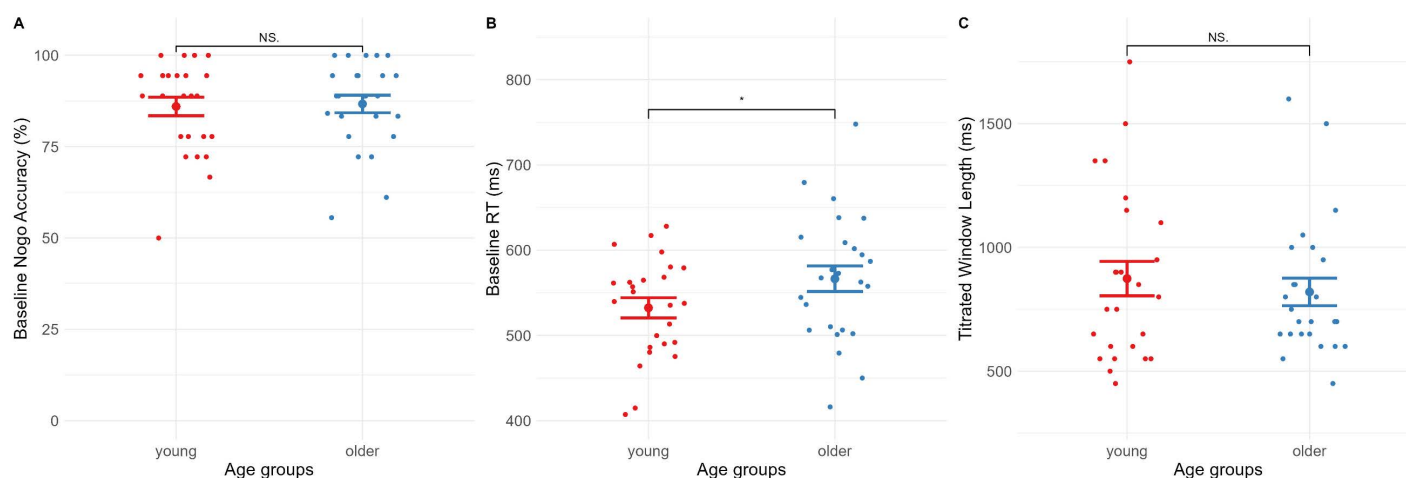 A
NS.
Baseline Nogo Accuracy (%)
100
75
50
25
0
young
older
Age groups
B
*
Baseline RT (ms)
800
700
600
500
400
young
older
Age groups
C
NS.
Titrated Window Length (ms)
1500
1000
500
young
older
Age groups